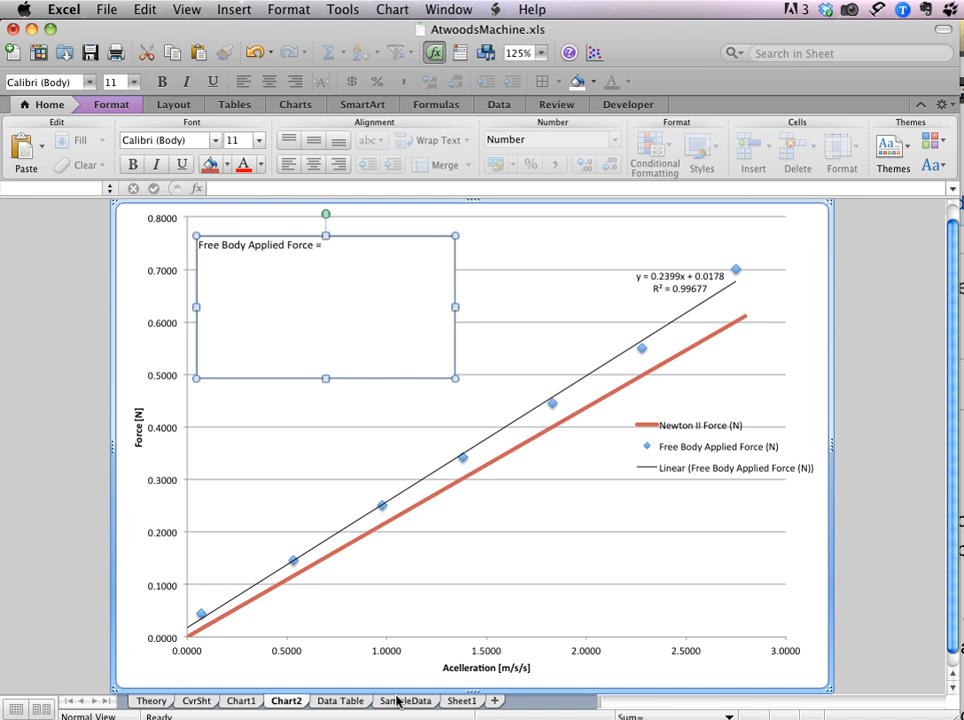 Excel File Edit View Insert Format Tools Chart Window Help 3
AtwoodsMachine.xls
fx 125% Search in Sheet
Calibri (Body) 11 B I U A $ % A
Home Format Layout Tables Charts SmartArt Formulas Data Review Developer
Edit Font Alignment Number Format Cells Themes
Fill Calibri (Body) 11 abc Wrap Text Number
Paste Clear B I U A Merge % Conditional Formatting Styles Insert Delete Format Themes Aa
fx
0.8000
Free Body Applied Force =
0.7000
y = 0.2399x + 0.0178
R² = 0.99677
0.6000
0.5000
0.4000
Force [N]
Newton II Force (N)
Free Body Applied Force (N)
Linear (Free Body Applied Force (N))
0.3000
0.2000
0.1000
0.0000
0.0000 0.5000 1.0000 1.5000 2.0000 2.5000 3.0000
Acelleration [m/s/s]
Theory CvrSht Chart1 Chart2 Data Table SampleData Sheet1
Normal View Ready Sum=